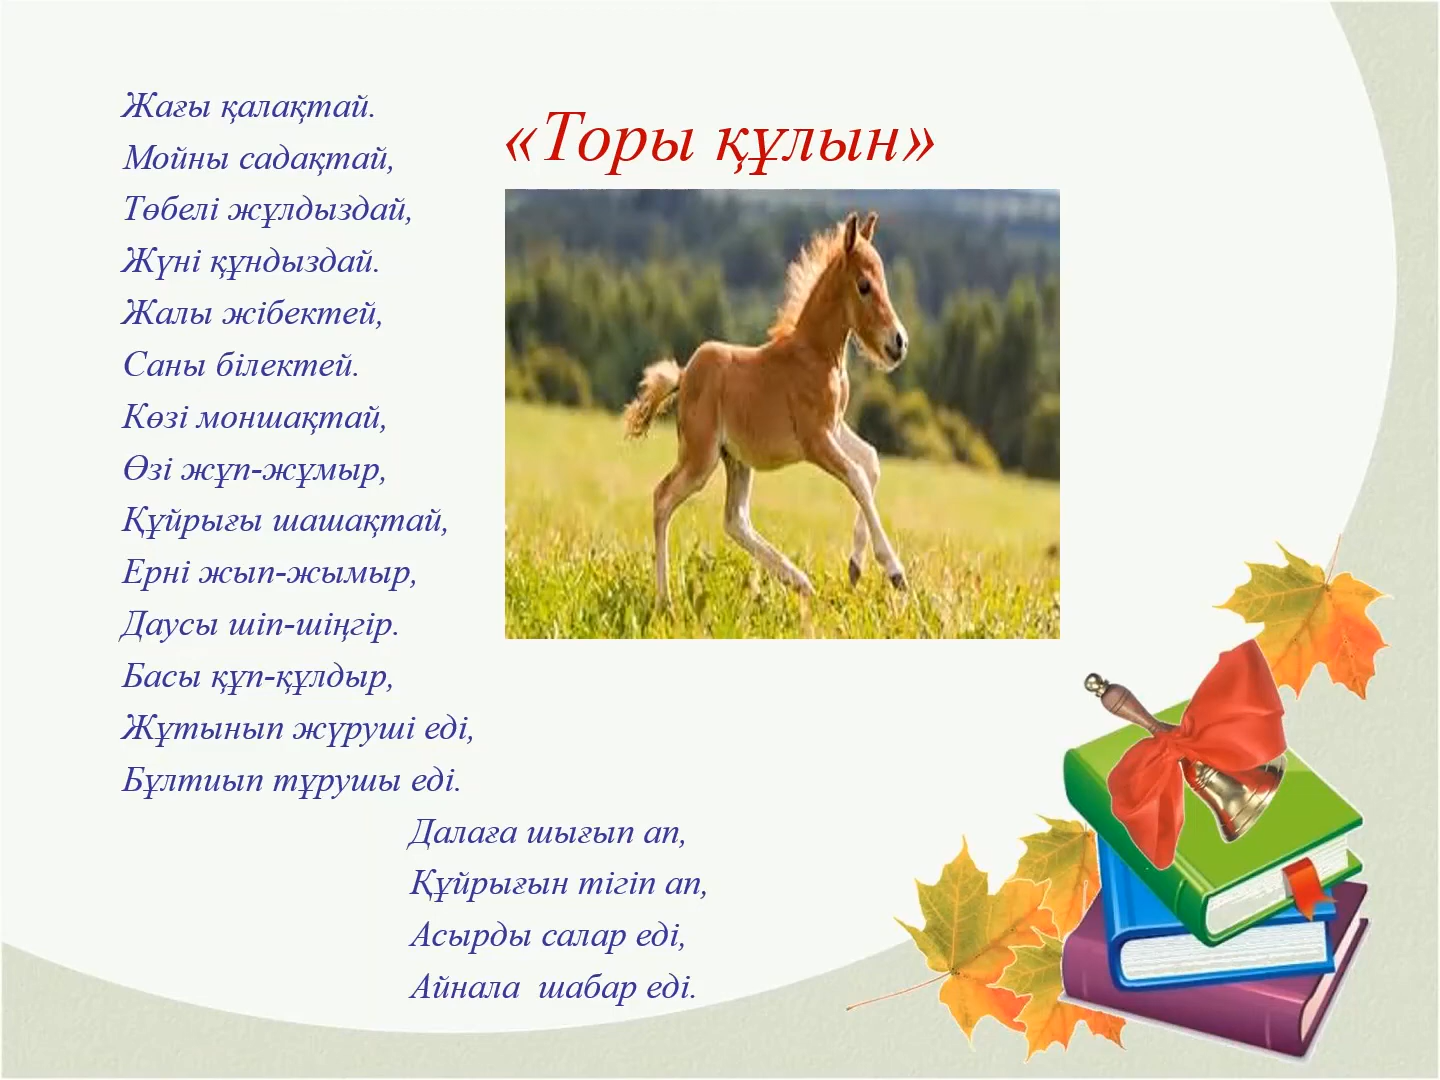 «Торы құлын»
Жағы қалақтай.
Мойны садақтай,
Төбелі жұлдыздай,
Жүні құндыздай.
Жалы жібектей,
Саны білектей.
Көзі моншақтай,
Өзі жұп-жұмыр,
Құйрығы шашақтай,
Ерні жып-жымыр,
Даусы шіп-шіңгір.
Басы құп-құлдыр,
Жұтынып жүруші еді,
Бұлтиып тұрушы еді.
Далаға шығып ап,
Құйрығын тігіп ап,
Асырды салар еді,
Айнала шабар еді.